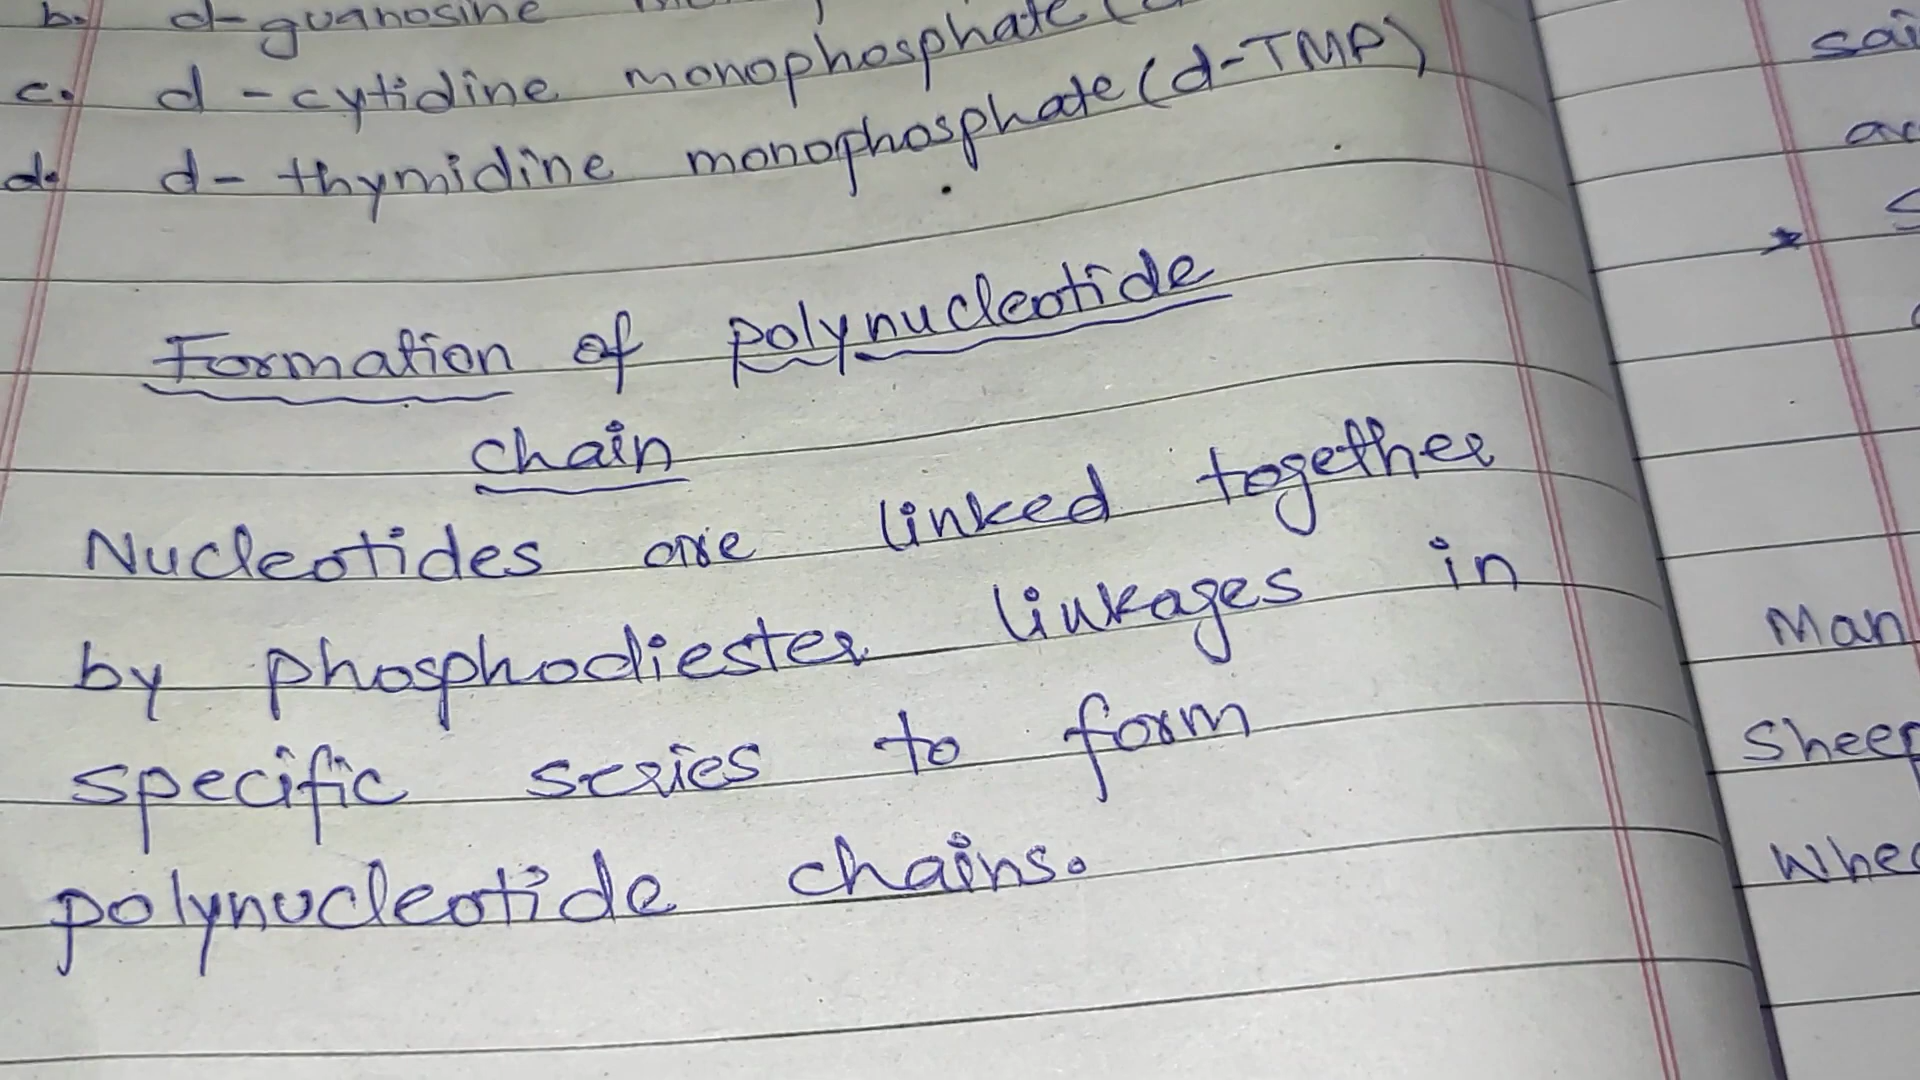 b. d-guanosine
c. d-cytidine monophosphate (
d. d-thymidine monophosphate (d-TMP)
Formation of polynucleotide
chain
Nucleotides are linked together
by phosphodiester linkages in
specific series to form
polynucleotide chains.
Man
Sheep